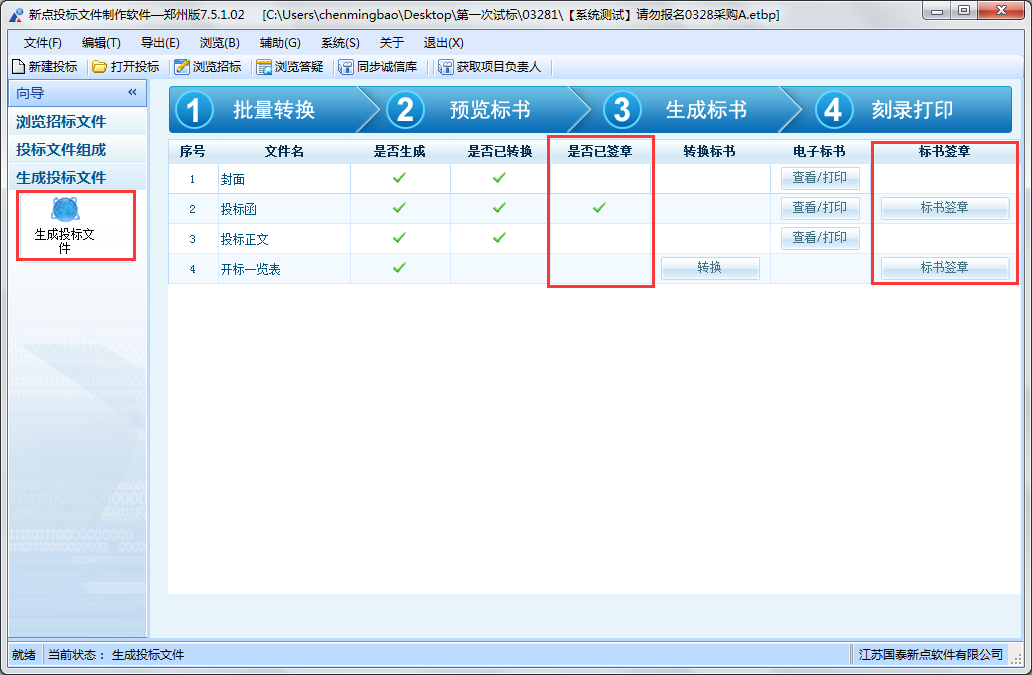 新点投标文件制作软件—郑州版7.5.1.02 [C:\Users\chenmingbao\Desktop\第一次试标\03281\【系统测试】请勿报名0328采购A.etbp]
文件(F) 编辑(T) 导出(E) 浏览(B) 辅助(G) 系统(S) 关于 退出(X)
新建投标 打开投标 浏览招标 浏览答疑 同步诚信库 获取项目负责人
向导 «
浏览招标文件
投标文件组成
生成投标文件
生成投标文
件
1 批量转换 2 预览标书 3 生成标书 4 刻录打印
序号 文件名 是否生成 是否已转换 是否已签章 转换标书 电子标书 标书签章
1 封面 查看/打印
2 投标函 查看/打印 标书签章
3 投标正文 查看/打印
4 开标一览表 转换 标书签章
就绪 当前状态： 生成投标文件 江苏国泰新点软件有限公司